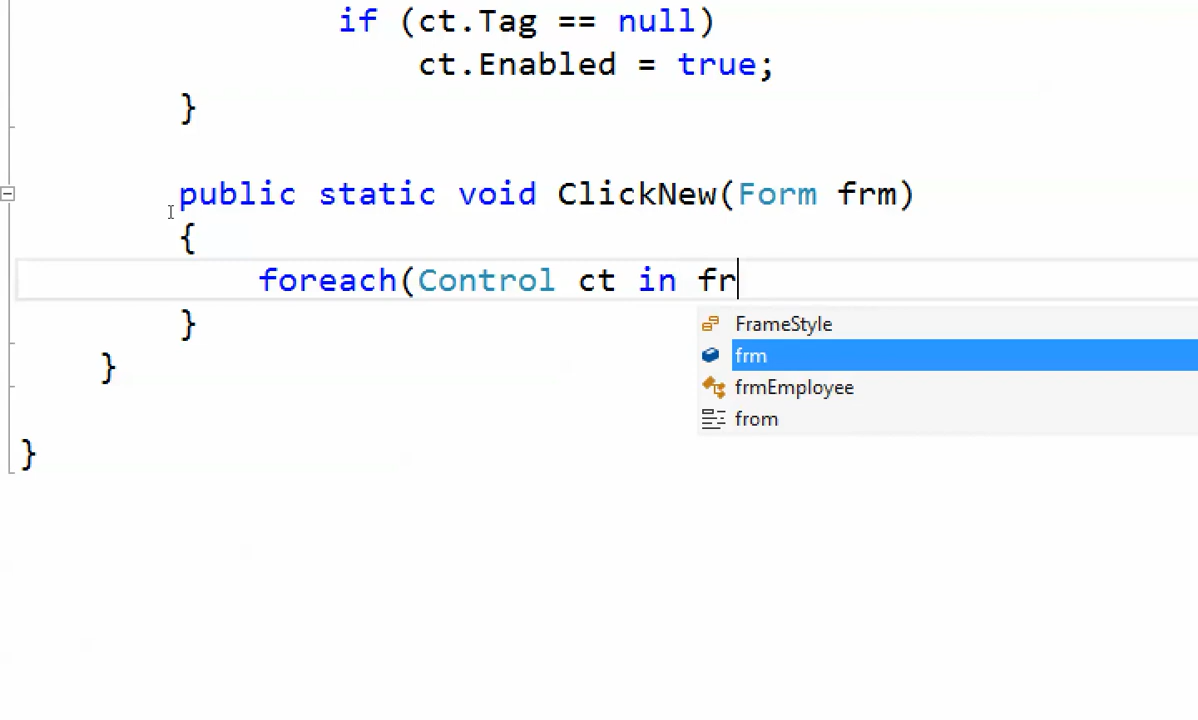 if (ct.Tag == null)
ct.Enabled = true;
}
public static void ClickNew(Form frm)
{
foreach(Control ct in fr
FrameStyle
frm
frmEmployee
from
}
}
}